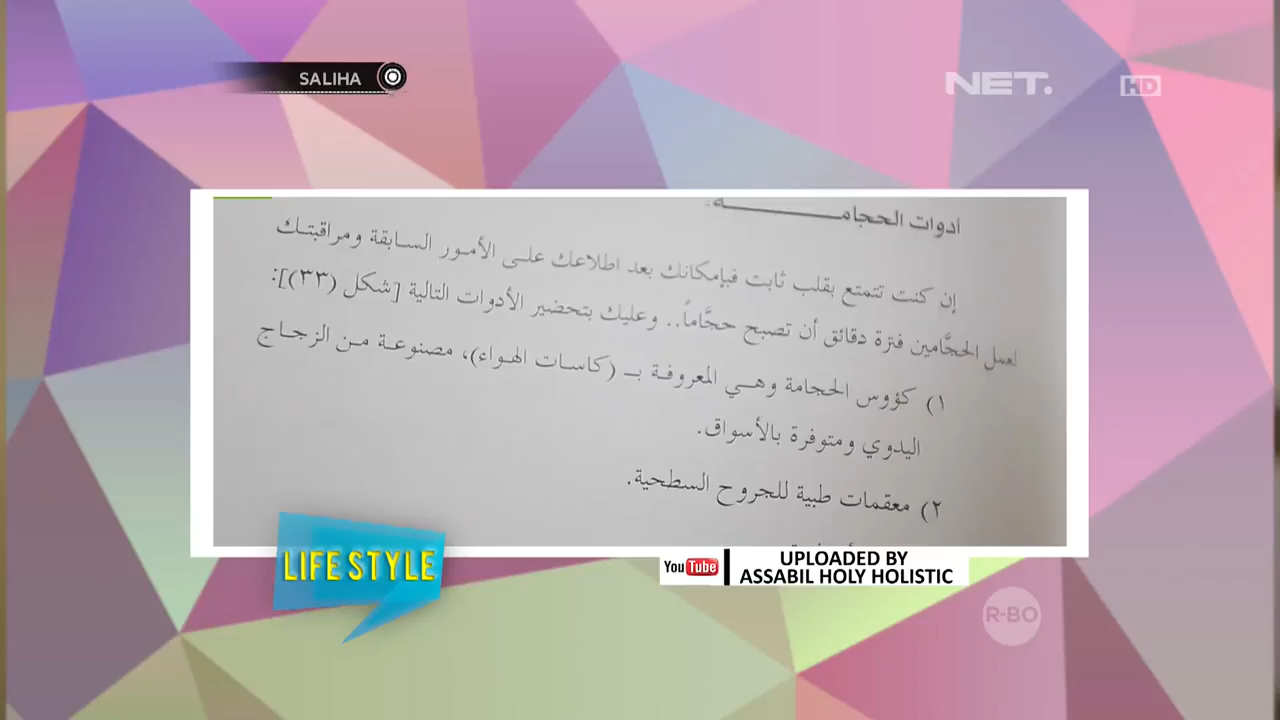 SALIHA
NET.
HD
ادوات الحجامـــــــــــــة:
إن كنت تتمتع بقلب ثابت فبإمكانك بعد اطلاعك على الأمور السابقة ومراقبتك
لعمل الحجَّامين فترة دقائق أن تصبح حجَّاماً.. وعليك بتحضير الأدوات التالية [شكل (٣٣)]:
١) كؤوس الحجامة وهي المعروفة بـ (كاسات الهواء)، مصنوعة من الزجاج
اليدوي ومتوفرة بالأسواق.
٢) معقمات طبية للجروح السطحية.
LIFE STYLE
YouTube
UPLOADED BY
ASSABIL HOLY HOLISTIC
R-BO